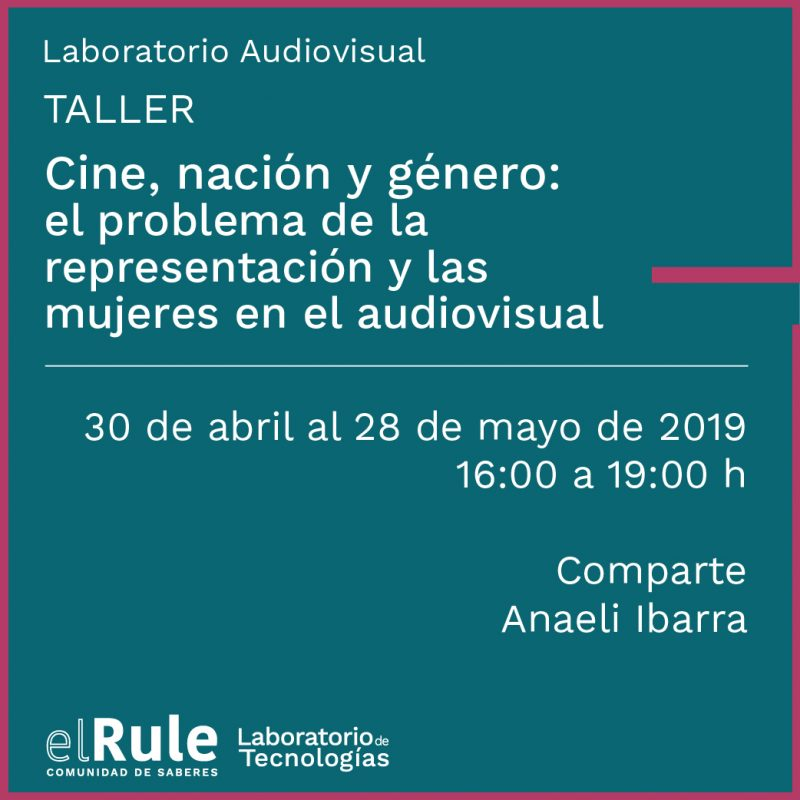 Laboratorio Audiovisual
TALLER
Cine, nación y género:
el problema de la
representación y las
mujeres en el audiovisual
30 de abril al 28 de mayo de 2019
16:00 a 19:00 h
Comparte
Anaeli Ibarra
elRule
COMUNIDAD DE SABERES
Laboratorio de
Tecnologías